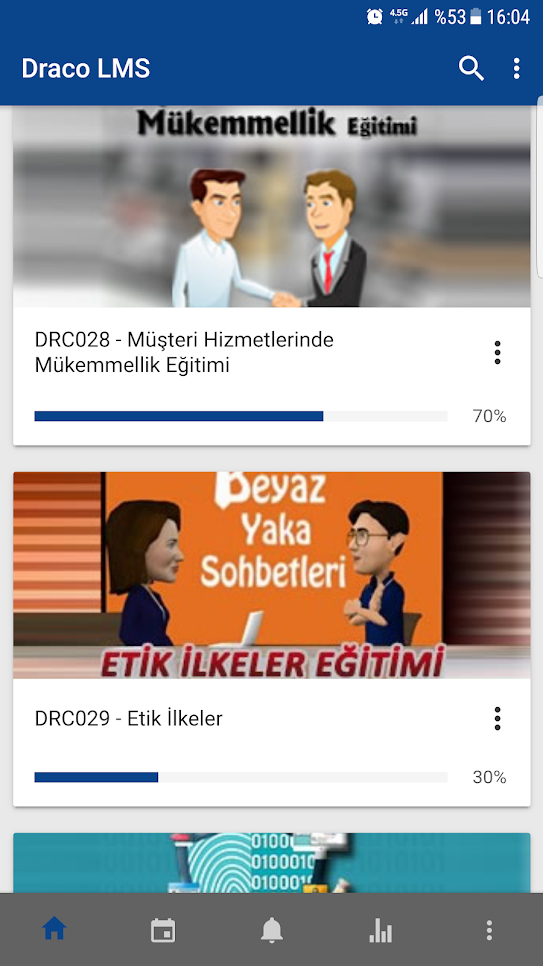 4.5G %53 16:04
Draco LMS
Mükemmellik Eğitimi
DRC028 - Müşteri Hizmetlerinde
Mükemmellik Eğitimi
70%
Beyaz
Yaka
Sohbetleri
ETİK İLKELER EĞİTİMİ
DRC029 - Etik İlkeler
30%